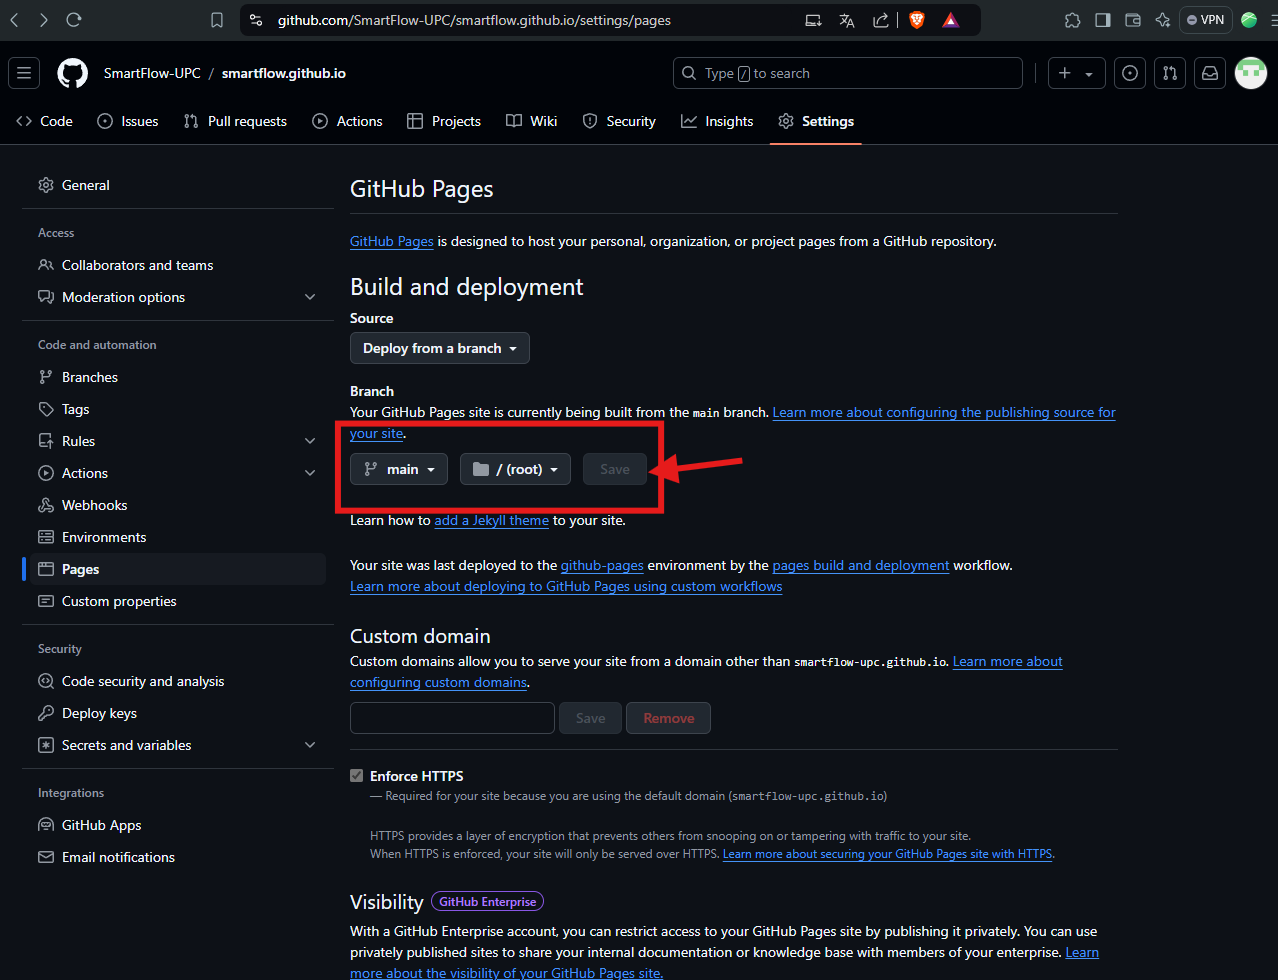 github.com/SmartFlow-UPC/smartflow.github.io/settings/pages
VPN
SmartFlow-UPC / smartflow.github.io
Type / to search
Code
Issues
Pull requests
Actions
Projects
Wiki
Security
Insights
Settings
General
Access
Collaborators and teams
Moderation options
Code and automation
Branches
Tags
Rules
Actions
Webhooks
Environments
Pages
Custom properties
Security
Code security and analysis
Deploy keys
Secrets and variables
Integrations
GitHub Apps
Email notifications
GitHub Pages
GitHub Pages is designed to host your personal, organization, or project pages from a GitHub repository.
Build and deployment
Source
Deploy from a branch
Branch
Your GitHub Pages site is currently being built from the main branch. Learn more about configuring the publishing source for
your site.
main
/ (root)
Save
Learn how to add a Jekyll theme to your site.
Your site was last deployed to the github-pages environment by the pages build and deployment workflow.
Learn more about deploying to GitHub Pages using custom workflows
Custom domain
Custom domains allow you to serve your site from a domain other than smartflow-upc.github.io. Learn more about
configuring custom domains.
Save
Remove
Enforce HTTPS
— Required for your site because you are using the default domain (smartflow-upc.github.io)
HTTPS provides a layer of encryption that prevents others from snooping on or tampering with traffic to your site.
When HTTPS is enforced, your site will only be served over HTTPS. Learn more about securing your GitHub Pages site with HTTPS.
Visibility GitHub Enterprise
With a GitHub Enterprise account, you can restrict access to your GitHub Pages site by publishing it privately. You can use
privately published sites to share your internal documentation or knowledge base with members of your enterprise. Learn
more about the visibility of your GitHub Pages site.